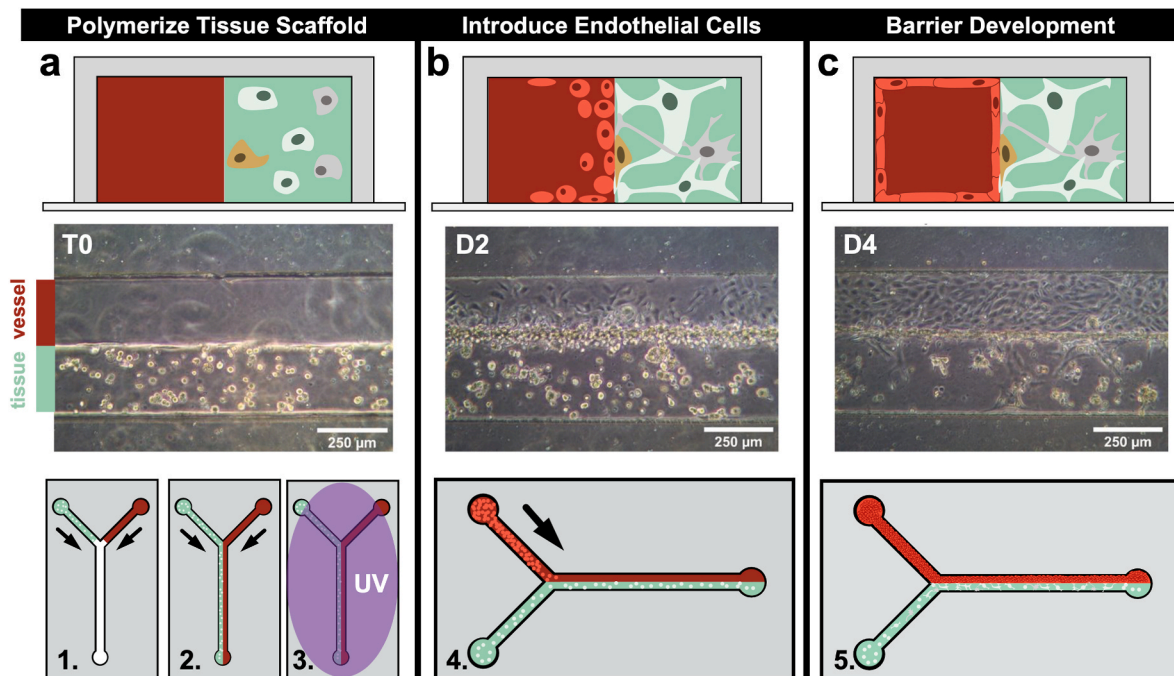 Polymerize Tissue Scaffold
Introduce Endothelial Cells
Barrier Development
a
b
c
T0
D2
D4
vessel
tissue
250 µm
250 µm
250 µm
UV
1.
2.
3.
4.
5.